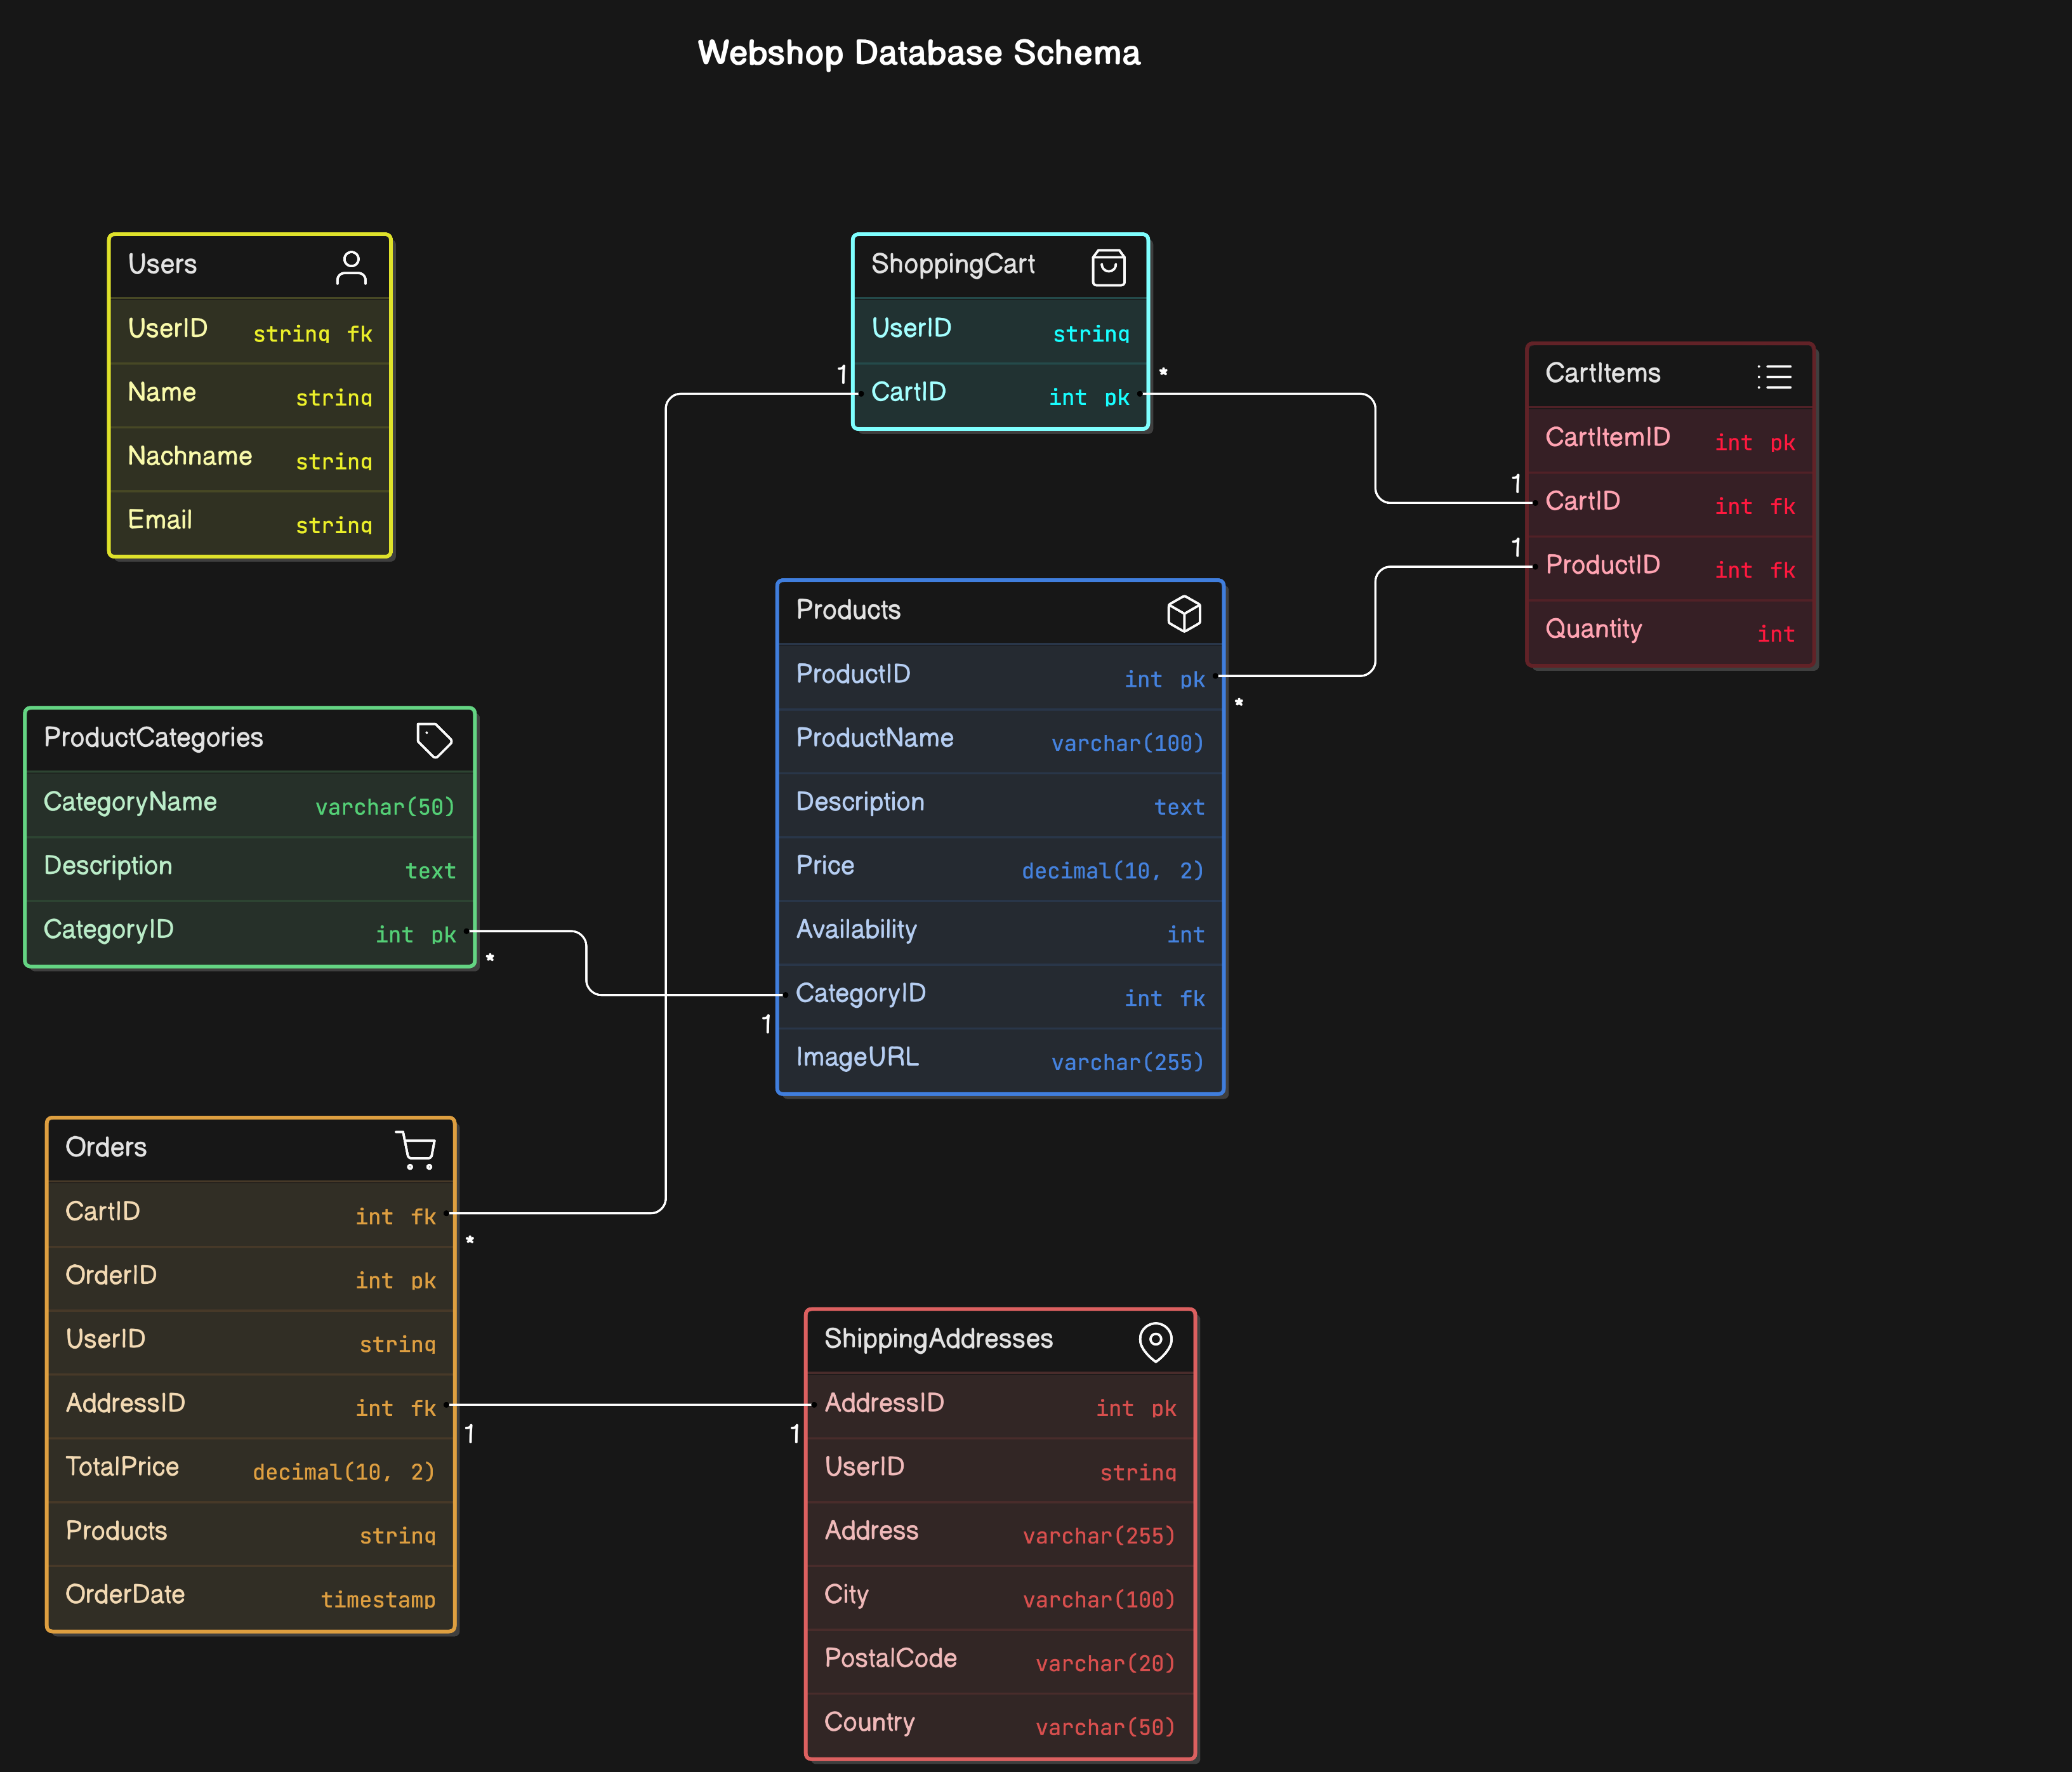 Webshop Database Schema
Users
UserID string fk
Name string
Nachname string
Email string
ShoppingCart
UserID string
1 CartID int pk *
CartItems
CartItemID int pk
1 CartID int fk
1 ProductID int fk
Quantity int
Products
ProductID int pk *
ProductName varchar(100)
Description text
Price decimal(10, 2)
Availability int
CategoryID int fk
1
ImageURL varchar(255)
ProductCategories
CategoryName varchar(50)
Description text
CategoryID int pk *
Orders
CartID int fk *
OrderID int pk
UserID string
AddressID int fk 1
TotalPrice decimal(10, 2)
Products string
OrderDate timestamp
ShippingAddresses
AddressID int pk
1
UserID string
Address varchar(255)
City varchar(100)
PostalCode varchar(20)
Country varchar(50)